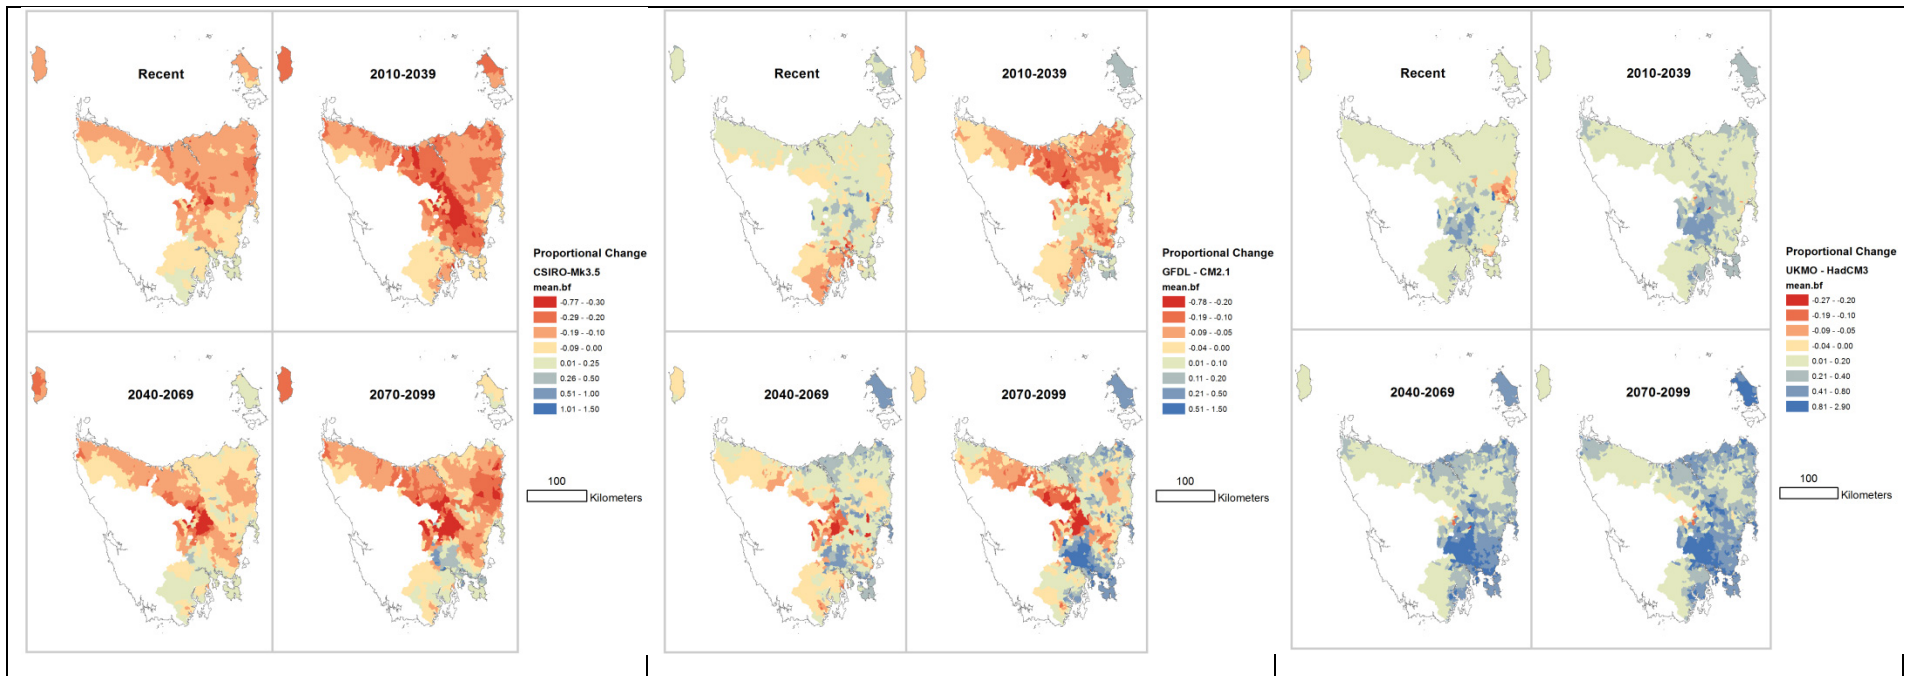 Recent
2010-2039
2040-2069
2070-2099
Proportional Change
CSIRO-Mk3.5
mean.bf
-0.77 - -0.30
-0.29 - -0.20
-0.19 - -0.10
-0.09 - 0.00
0.01 - 0.25
0.26 - 0.50
0.51 - 1.00
1.01 - 1.50
100
Kilometers
Recent
2010-2039
2040-2069
2070-2099
Proportional Change
GFDL - CM2.1
mean.bf
-0.78 - -0.20
-0.19 - -0.10
-0.09 - -0.05
-0.04 - 0.00
0.01 - 0.10
0.11 - 0.20
0.21 - 0.50
0.51 - 1.50
100
Kilometers
Recent
2010-2039
2040-2069
2070-2099
Proportional Change
UKMO - HadCM3
mean.bf
-0.27 - -0.20
-0.19 - -0.10
-0.09 - -0.05
-0.04 - 0.00
0.01 - 0.20
0.21 - 0.40
0.41 - 0.80
0.81 - 2.90
100
Kilometers